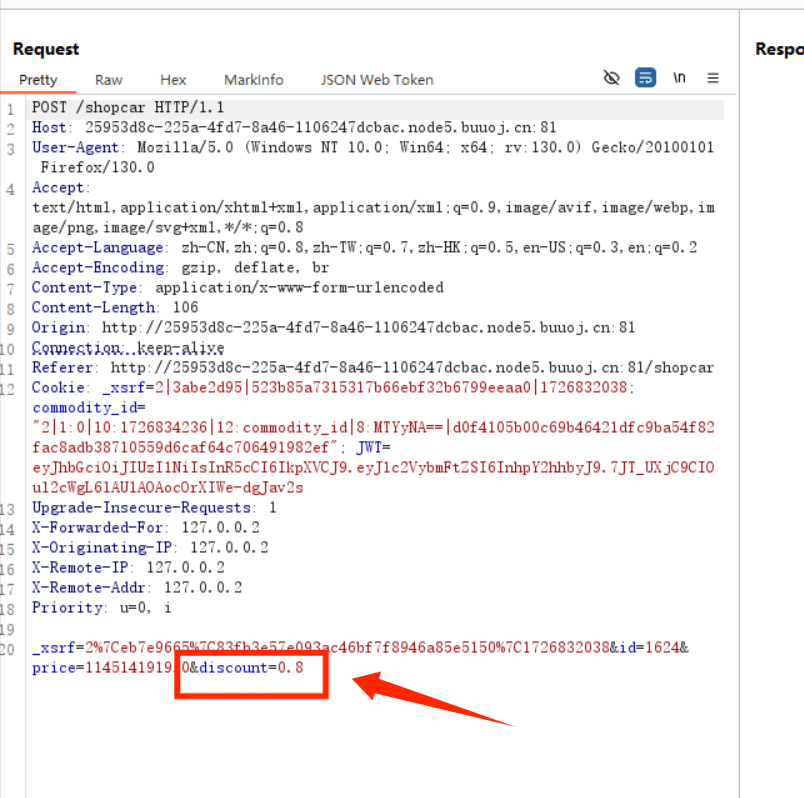 Request
Respo
Pretty Raw Hex MarkInfo JSON Web Token \n
1 POST /shopcar HTTP/1.1
2 Host: 25953d8c-225a-4fd7-8a46-1106247dcbac.node5.buuoj.cn:81
3 User-Agent: Mozilla/5.0 (Windows NT 10.0; Win64; x64; rv:130.0) Gecko/20100101
Firefox/130.0
4 Accept:
text/html,application/xhtml+xml,application/xml;q=0.9,image/avif,image/webp,im
age/png,image/svg+xml,*/*;q=0.8
5 Accept-Language: zh-CN,zh;q=0.8,zh-TW;q=0.7,zh-HK;q=0.5,en-US;q=0.3,en;q=0.2
6 Accept-Encoding: gzip, deflate, br
7 Content-Type: application/x-www-form-urlencoded
8 Content-Length: 106
9 Origin: http://25953d8c-225a-4fd7-8a46-1106247dcbac.node5.buuoj.cn:81
10 Connection: keep-alive
11 Referer: http://25953d8c-225a-4fd7-8a46-1106247dcbac.node5.buuoj.cn:81/shopcar
12 Cookie: _xsrf=2|3abe2d95|523b85a7315317b66ebf32b6799eeaa0|1726832038;
commodity_id=
"2|1:0|10:1726834236|12:commodity_id|8:MTYyNA==|d0f4105b00c69b46421dfc9ba54f82
fac8adb38710559d6caf64c706491982ef"; JWT=
eyJhbGciOiJIUzI1NiIsInR5cCI6IkpXVCJ9.eyJ1c2VybmFtZSI6InhpY2hhbyJ9.7JT_UXjC9CIO
ul2cWgL6lAUlAOAocOrXIWe-dgJav2s
13 Upgrade-Insecure-Requests: 1
14 X-Forwarded-For: 127.0.0.2
15 X-Originating-IP: 127.0.0.2
16 X-Remote-IP: 127.0.0.2
17 X-Remote-Addr: 127.0.0.2
18 Priority: u=0, i
19
20 _xsrf=2%7Ceb7e9665%7C83fb3e57e093ac46bf7f8946a85e5150%7C1726832038&id=1624&
price=1145141919.0&discount=0.8